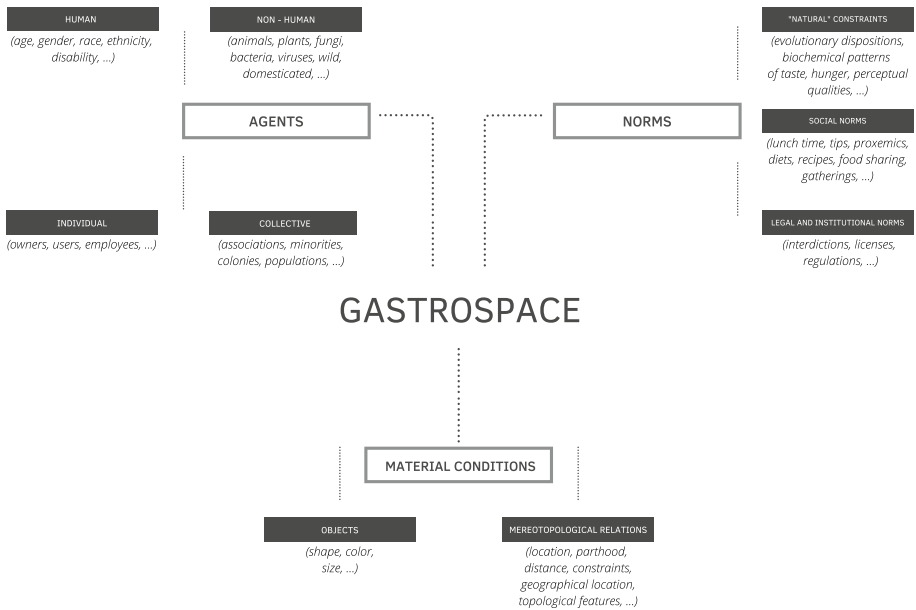 HUMAN
(age, gender, race, ethnicity,
disability, ...)
NON - HUMAN
(animals, plants, fungi,
bacteria, viruses, wild,
domesticated, ...)
AGENTS
INDIVIDUAL
(owners, users, employees, ...)
COLLECTIVE
(associations, minorities,
colonies, populations, ...)
"NATURAL" CONSTRAINTS
(evolutionary dispositions,
biochemical patterns
of taste, hunger, perceptual
qualities, ...)
NORMS
SOCIAL NORMS
(lunch time, tips, proxemics,
diets, recipes, food sharing,
gatherings, ...)
LEGAL AND INSTITUTIONAL NORMS
(interdictions, licenses,
regulations, ...)
GASTROSPACE
MATERIAL CONDITIONS
OBJECTS
(shape, color,
size, ...)
MEREOTOPOLOGICAL RELATIONS
(location, parthood,
distance, constraints,
geographical location,
topological features, ...)